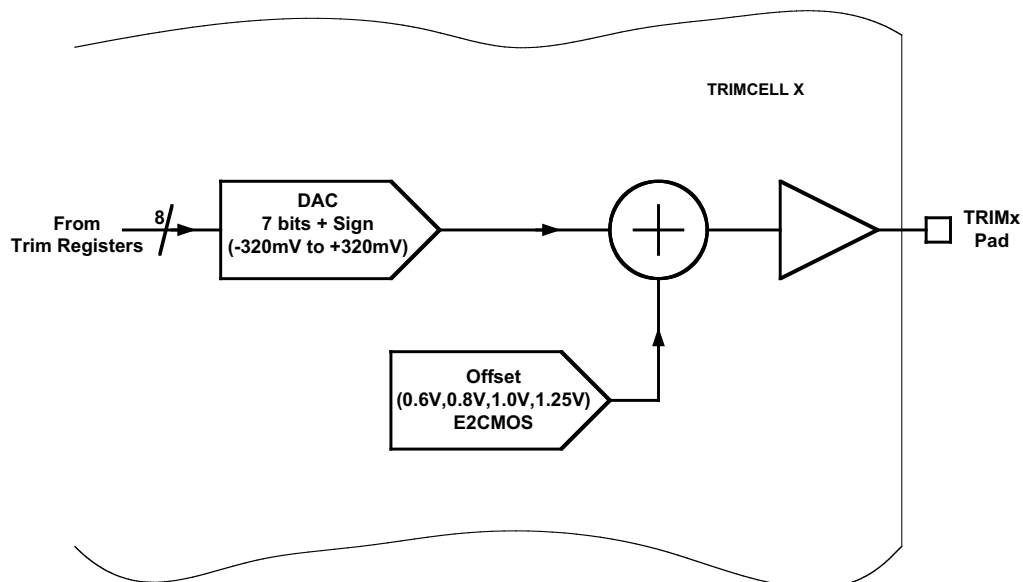 TRIMCELL X
From
Trim Registers
8
DAC
7 bits + Sign
(-320mV to +320mV)
TRIMx
Pad
Offset
(0.6V,0.8V,1.0V,1.25V)
E2CMOS